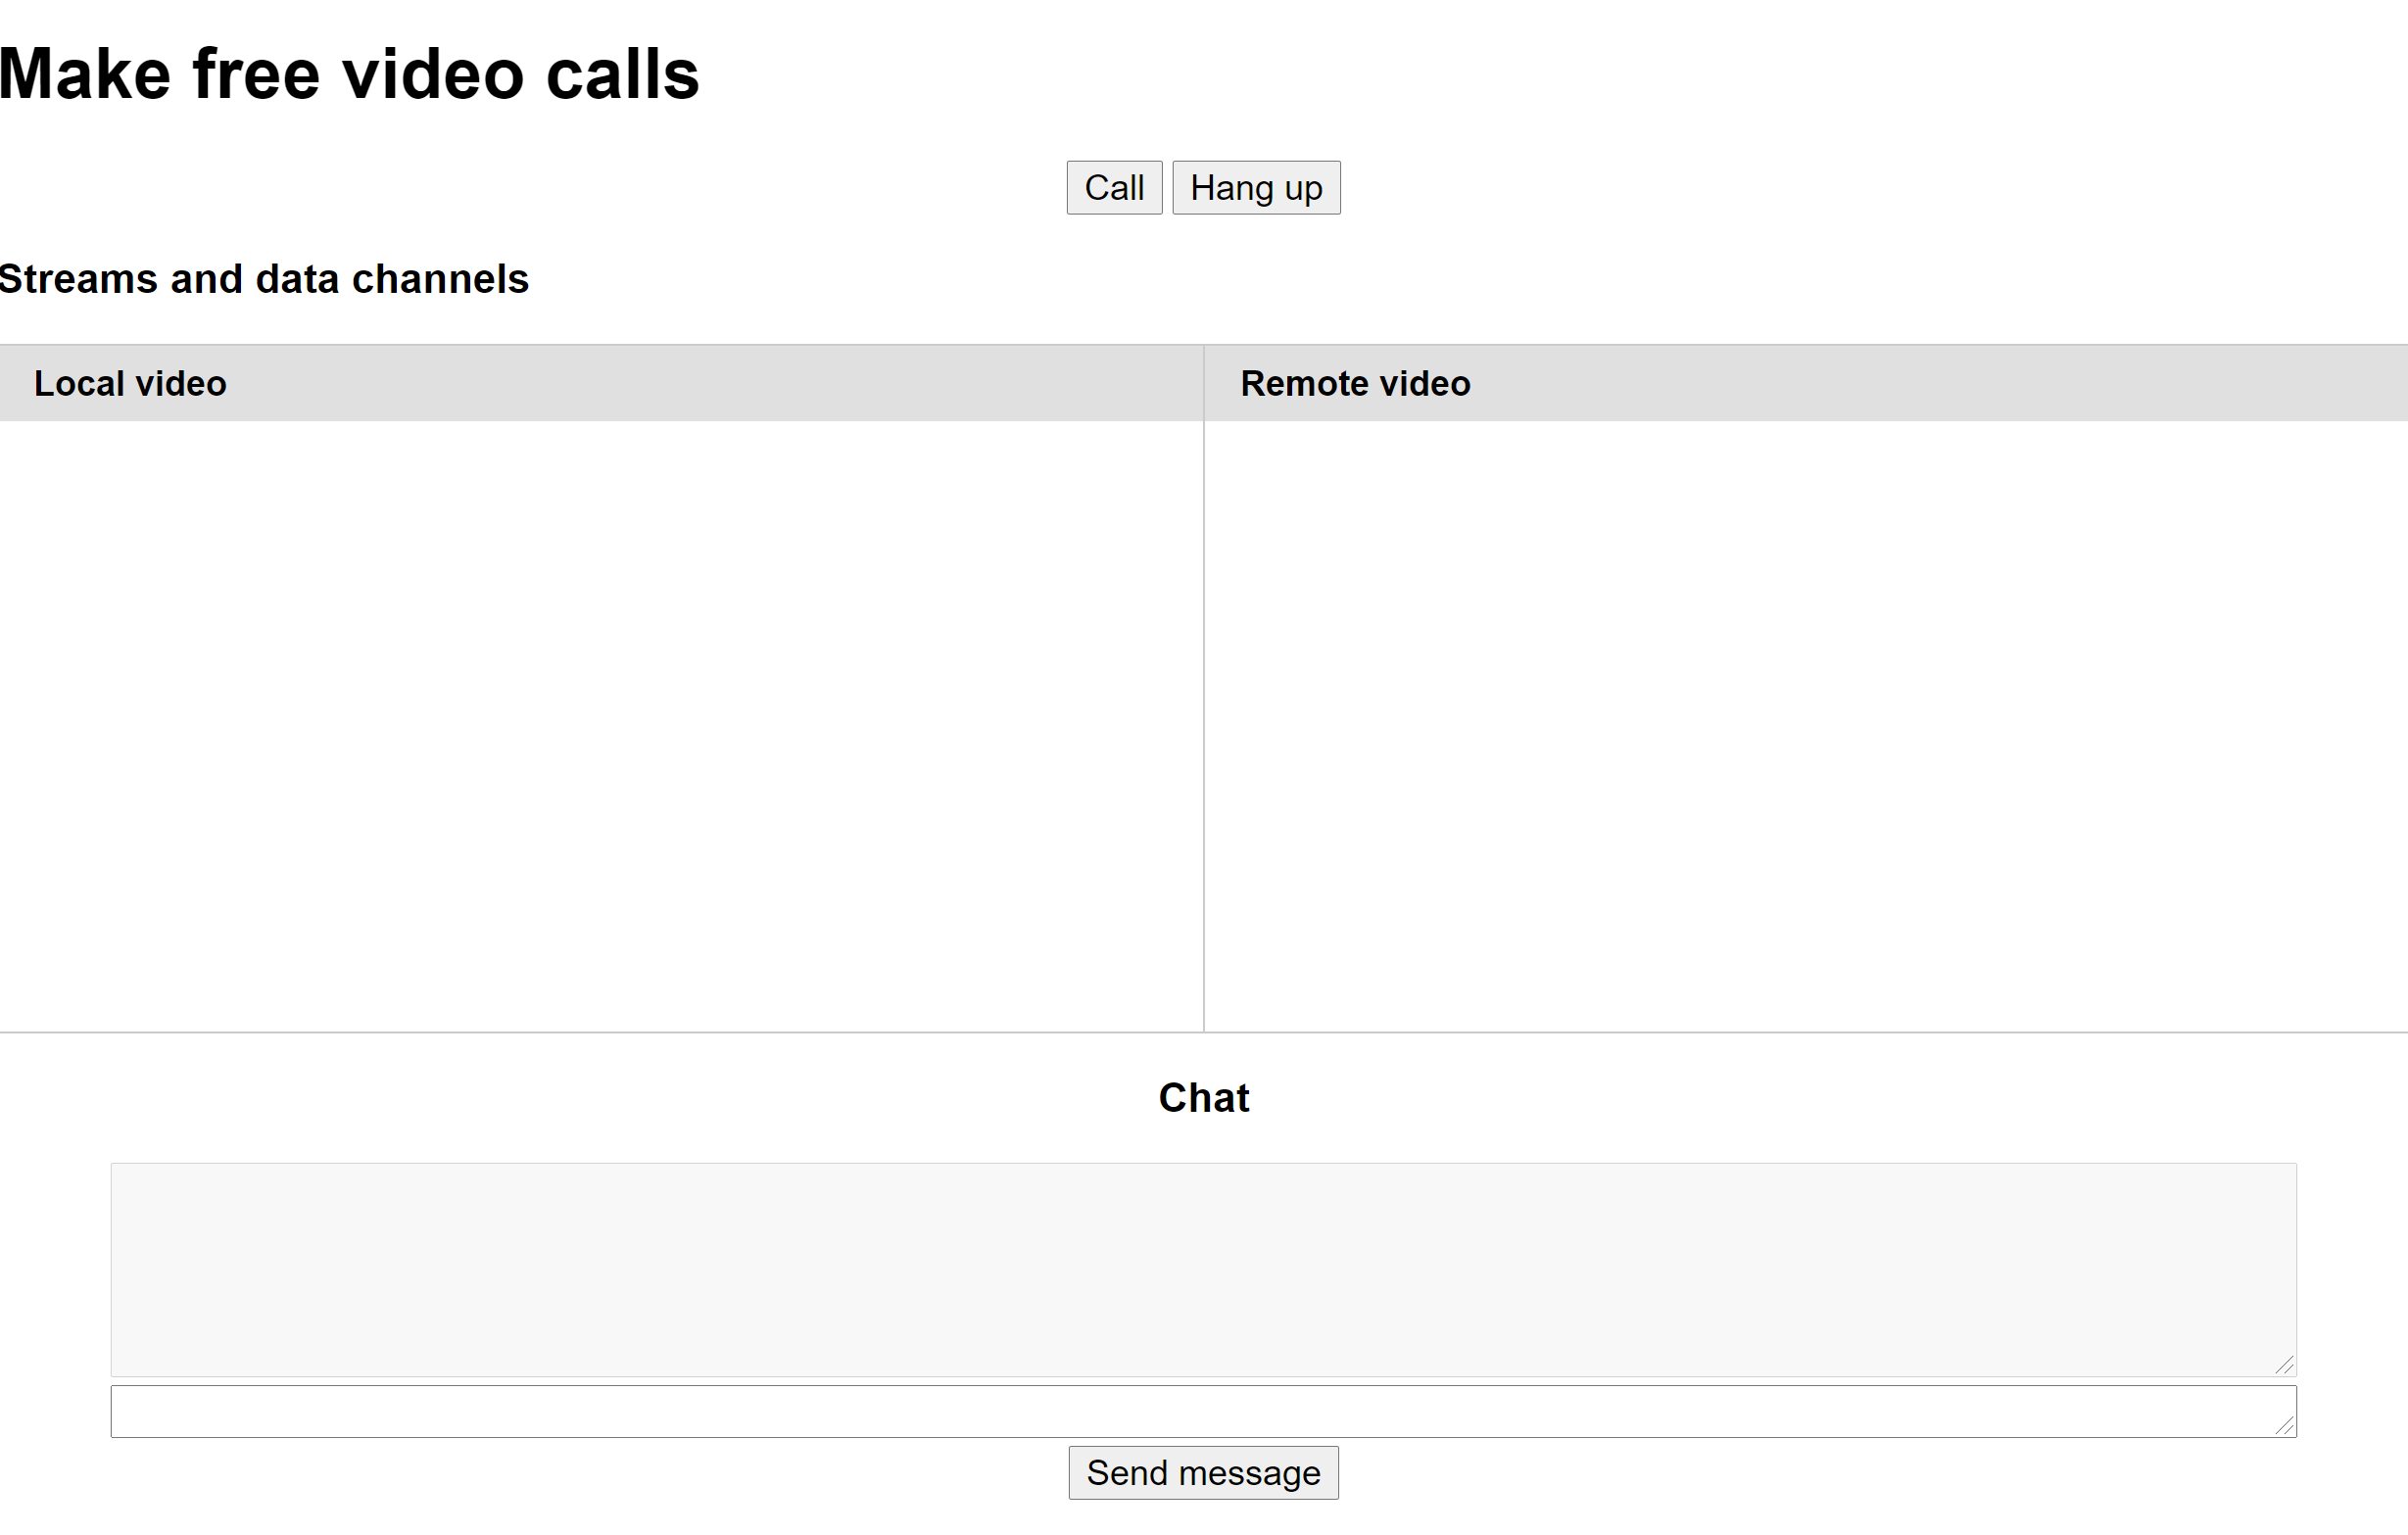 Make free video calls
Call Hang up
Streams and data channels
Local video Remote video
Chat
Send message